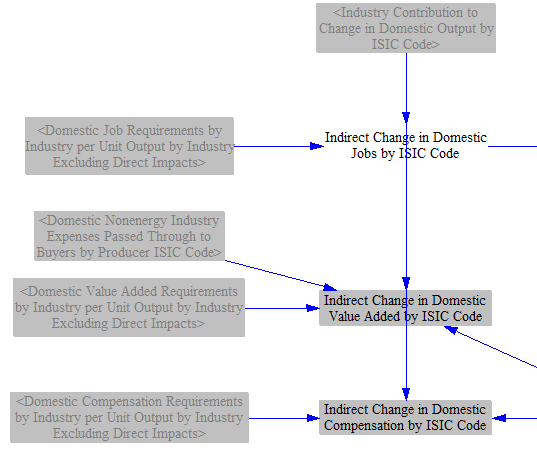 <Industry Contribution to
Change in Domestic Output by
ISIC Code>
<Domestic Job Requirements by
Industry per Unit Output by Industry
Excluding Direct Impacts>
Indirect Change in Domestic
Jobs by ISIC Code
<Domestic Nonenergy Industry
Expenses Passed Through to
Buyers by Producer ISIC Code>
<Domestic Value Added Requirements
by Industry per Unit Output by Industry
Excluding Direct Impacts>
Indirect Change in Domestic
Value Added by ISIC Code
<Domestic Compensation Requirements
by Industry per Unit Output by Industry
Excluding Direct Impacts>
Indirect Change in Domestic
Compensation by ISIC Code